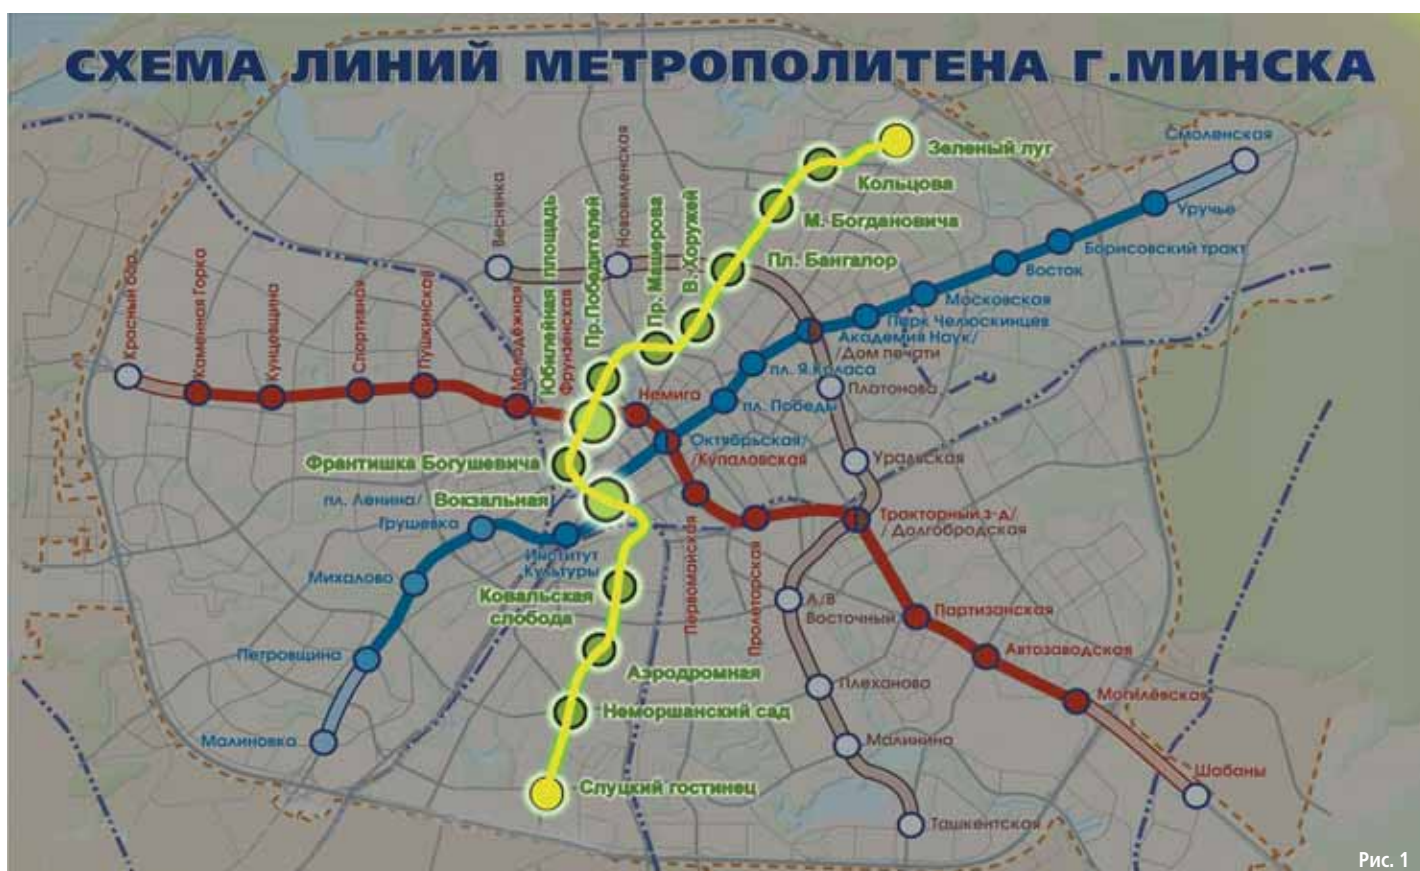 СХЕМА ЛИНИЙ МЕТРОПОЛИТЕНА Г.МИНСКА
Смоленская
Зеленый луг
Кольцова
Уручье
М. Богдановича
Борисовский тракт
Пл. Бангалор
Восток
Московская
Парк Челюскинцев
Академия Наук/
/Дом печати
пл. Я.Коласа
Платонова
пл. Победы
Весненка
Нововиленская
Юбилейная площадь
Фрунзенская
Пр.Победителей
Пр. Машерова
В. Хоружей
Красный бор
Каменная Горка
Кунцевщина
Спортивная
Пушкинская
Молодёжная
Немига
Октябрьская/
/Купаловская
Уральская
Франтишка Богушевича
пл. Ленина/
Вокзальная
Грушевка
Институт
Культуры
Тракторный з-д/
/ Долгобродская
Первомайская
Пролетарская
Михалово
Ковальская
слобода
А/В
Восточный
Партизанская
Автозаводская
Петровщина
Аэродромная
Плеханова
Могилёвская
Неморшанский сад
Малиновка
Малинина
Шабаны
Слуцкий гостинец
Ташкентская
Рис. 1